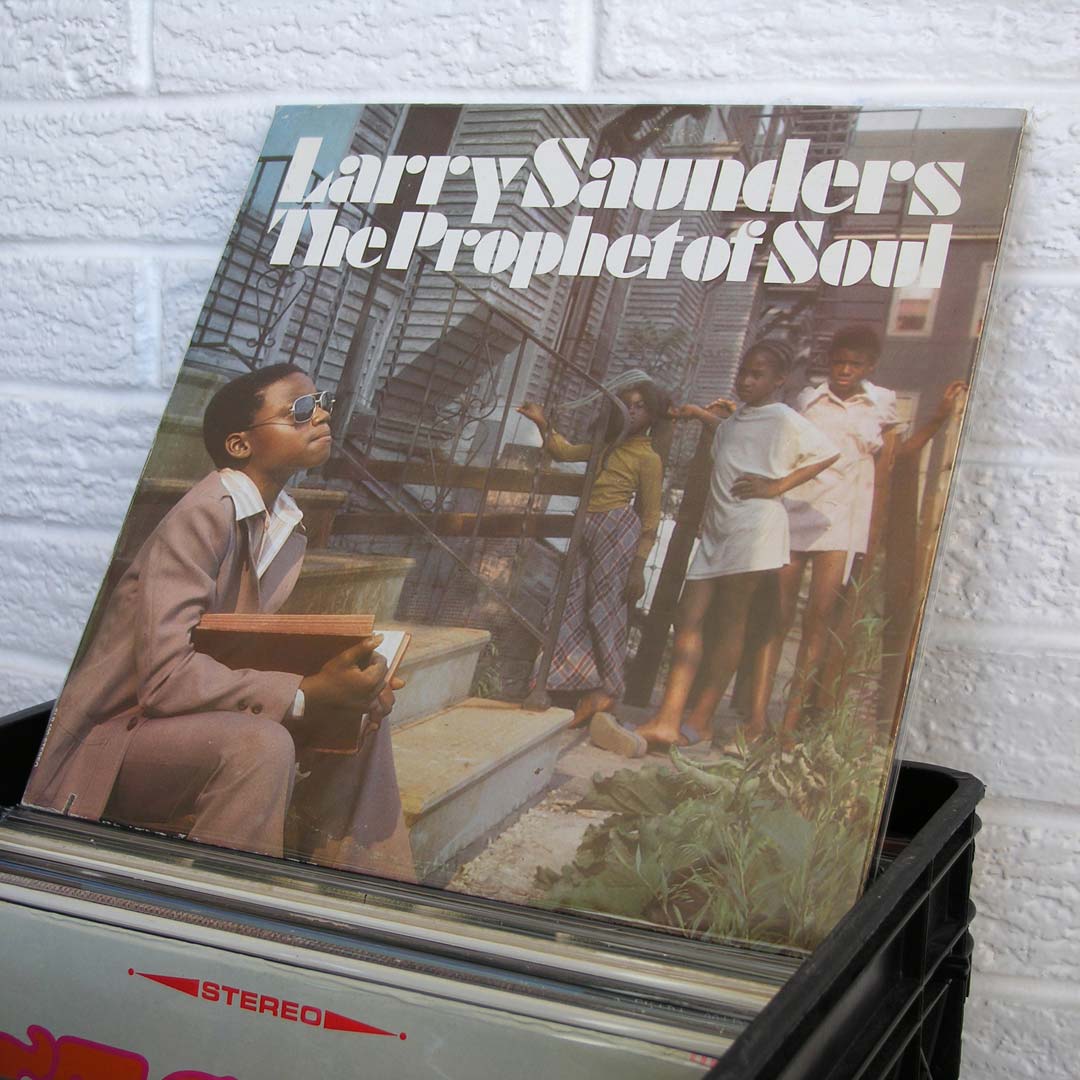 Larry Saunders
The Prophet of Soul
STEREO